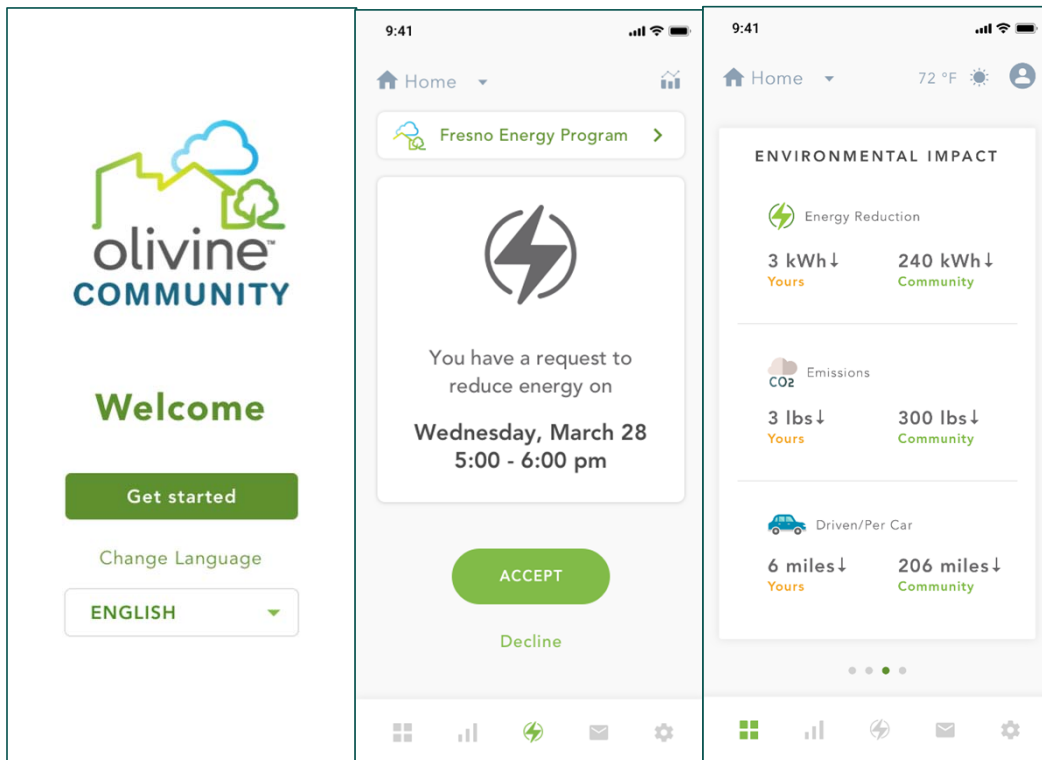 olivine™
COMMUNITY
Welcome
Get started
Change Language
ENGLISH
9:41
Home
Fresno Energy Program
You have a request to
reduce energy on
Wednesday, March 28
5:00 - 6:00 pm
ACCEPT
Decline
9:41
Home 72 °F
ENVIRONMENTAL IMPACT
Energy Reduction
3 kWh↓ 240 kWh↓
Yours Community
CO2 Emissions
3 lbs↓ 300 lbs↓
Yours Community
Driven/Per Car
6 miles↓ 206 miles↓
Yours Community